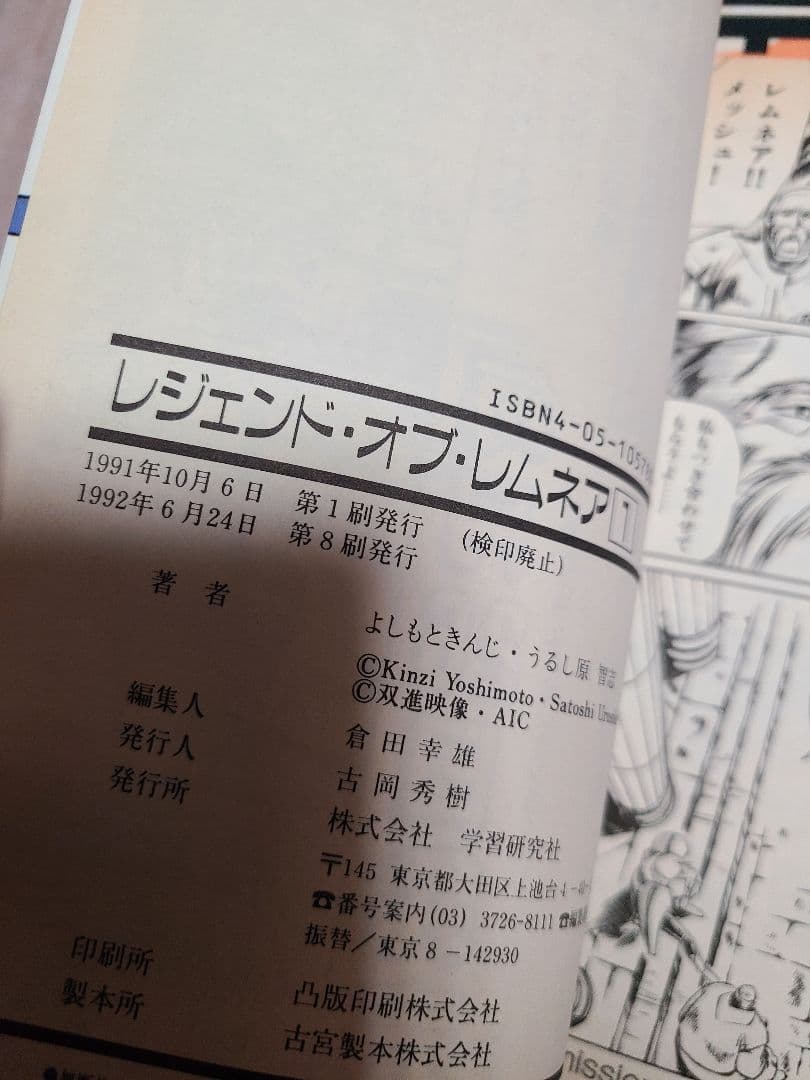 ISBN4-05-1057
レジェンド・オブ・レムネア 1
1991年10月6日 第1刷発行
1992年6月24日 第8刷発行
(検印廃止)
著者
よしもときんじ・うるし原 智志
©Kinzi Yoshimoto・Satoshi
©双進映像・AIC
編集人 倉田幸雄
発行人 古岡秀樹
発行所 株式会社 学習研究社
〒145 東京都大田区上池台4-
☎番号案内(03) 3726-8111
振替/東京8-142930
印刷所 凸版印刷株式会社
製本所 古宮製本株式会社
レムネア!!
メッシュ!